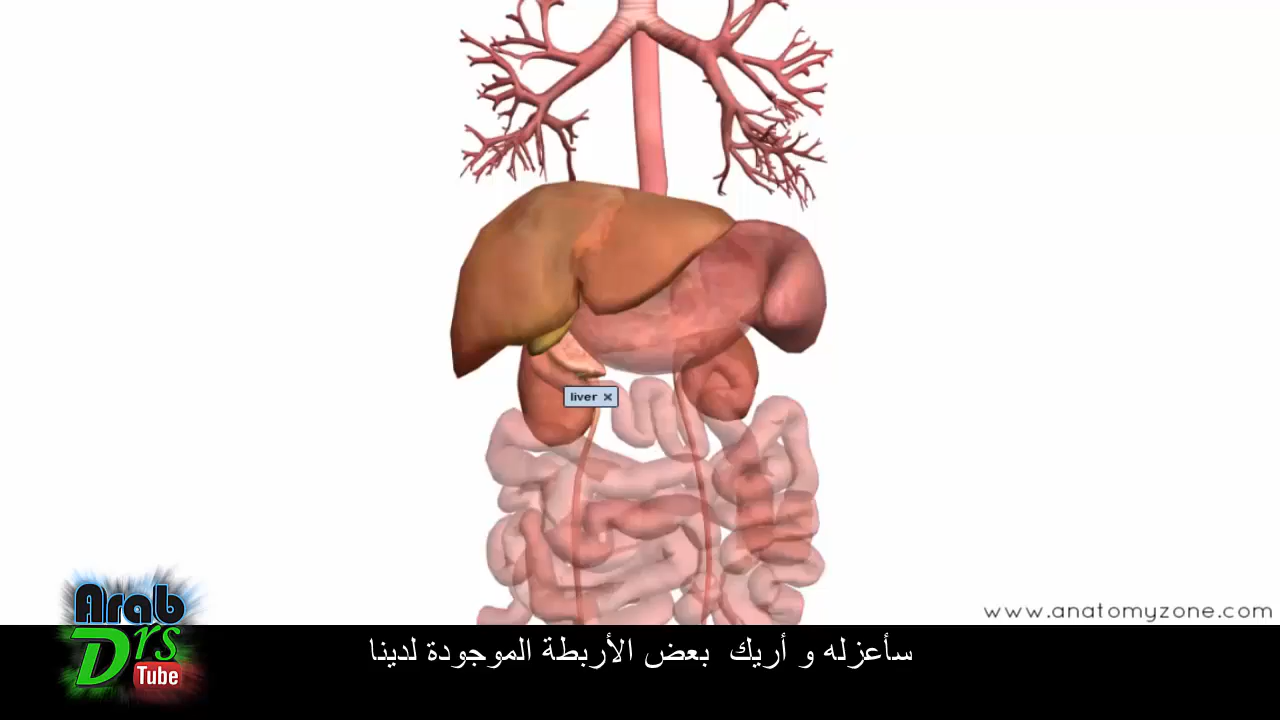 liver ×
www.anatomyzone.com
Arab
Drs
Tube
سأعزله و أريك بعض الأربطة الموجودة لدينا